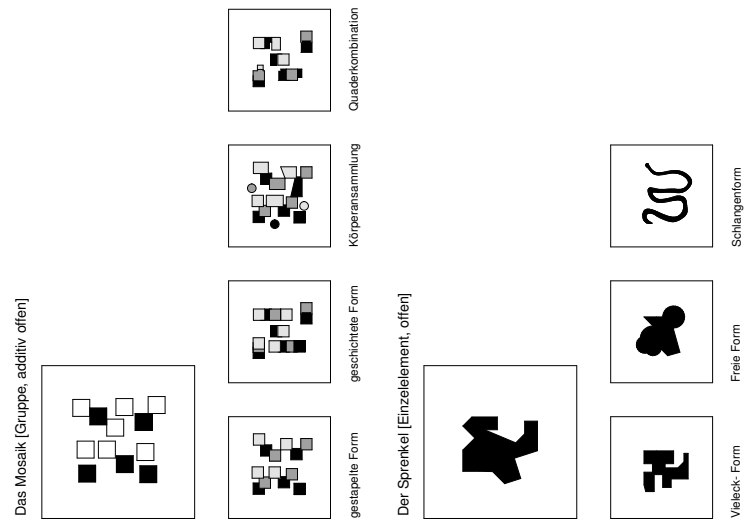 Das Mosaik [Gruppe, additiv offen]
gestapelte Form
geschichtete Form
Körperansammlung
Quaderkombination
Der Sprenkel [Einzelelement, offen]
Vieleck- Form
Freie Form
Schlangenform